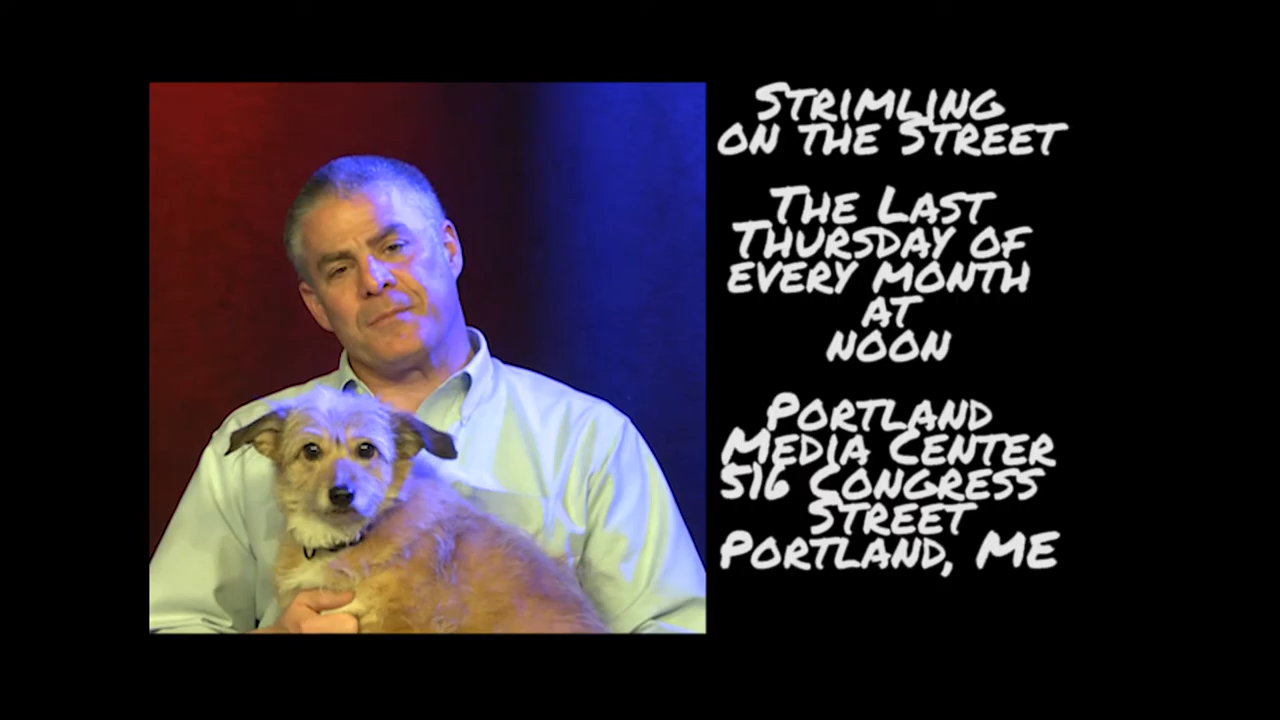 Strimling
on the Street
The Last
Thursday of
every month
at
noon
Portland
Media Center
516 Congress
Street
Portland, ME